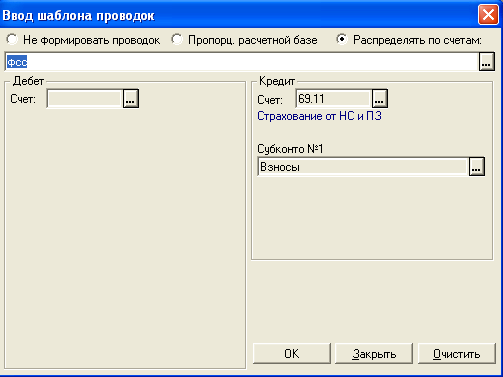 Ввод шаблона проводок
Не формировать проводок Пропорц. расчетной базе Распределять по счетам:
фсс ...
Дебет
Счет: ...
Кредит
Счет: 69.11 ...
Страхование от НС и ПЗ
Субконто №1
Взносы ...
ОК Закрыть Очистить